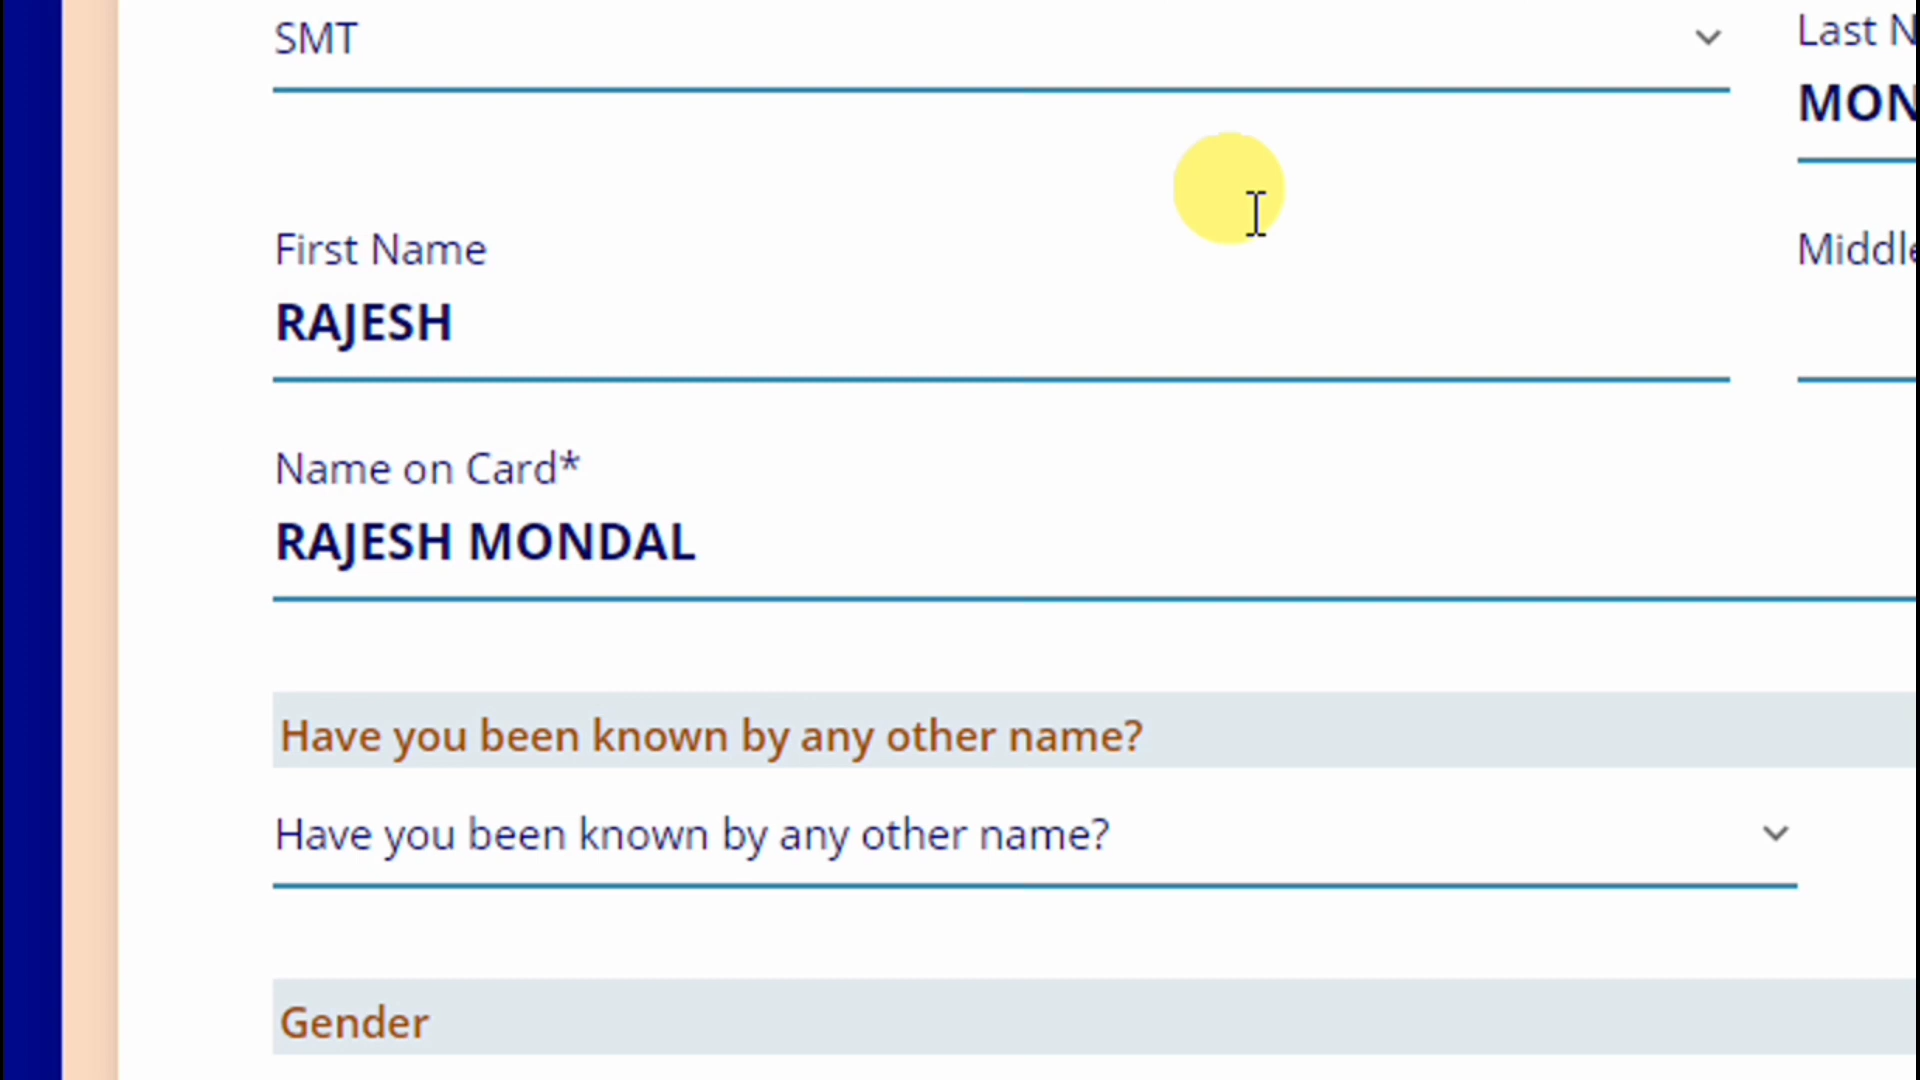 SMT
Last N
MON
First Name
RAJESH
Middle
Name on Card*
RAJESH MONDAL
Have you been known by any other name?
Have you been known by any other name?
Gender